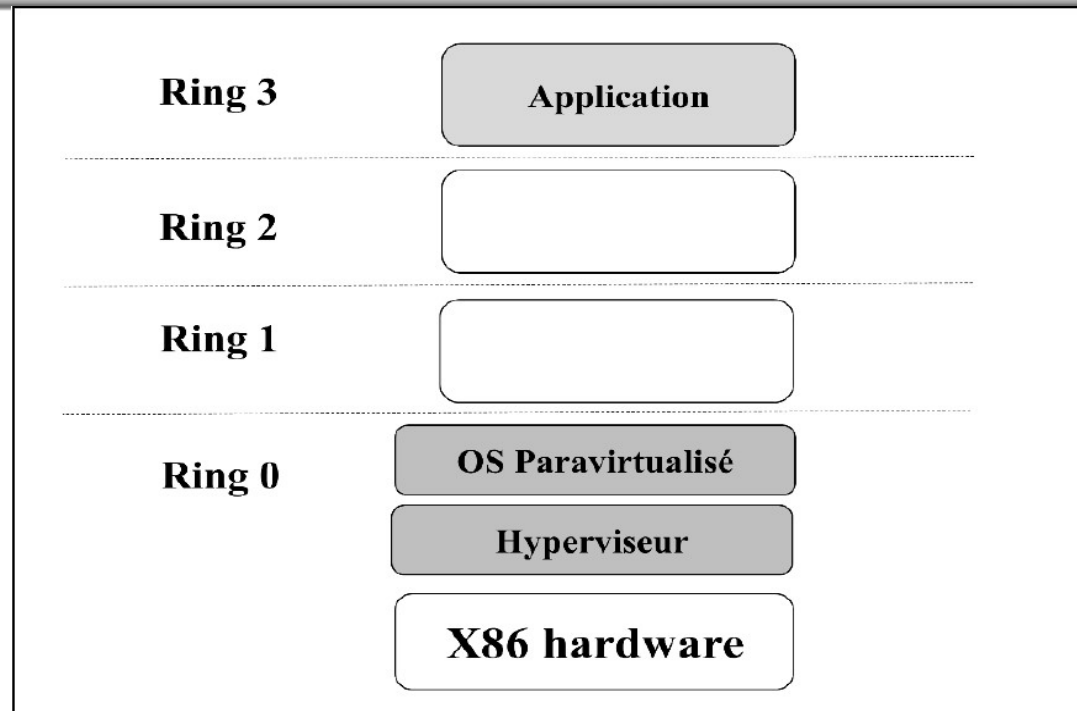 Ring 3
Application
Ring 2
Ring 1
Ring 0
OS Paravirtualisé
Hyperviseur
X86 hardware